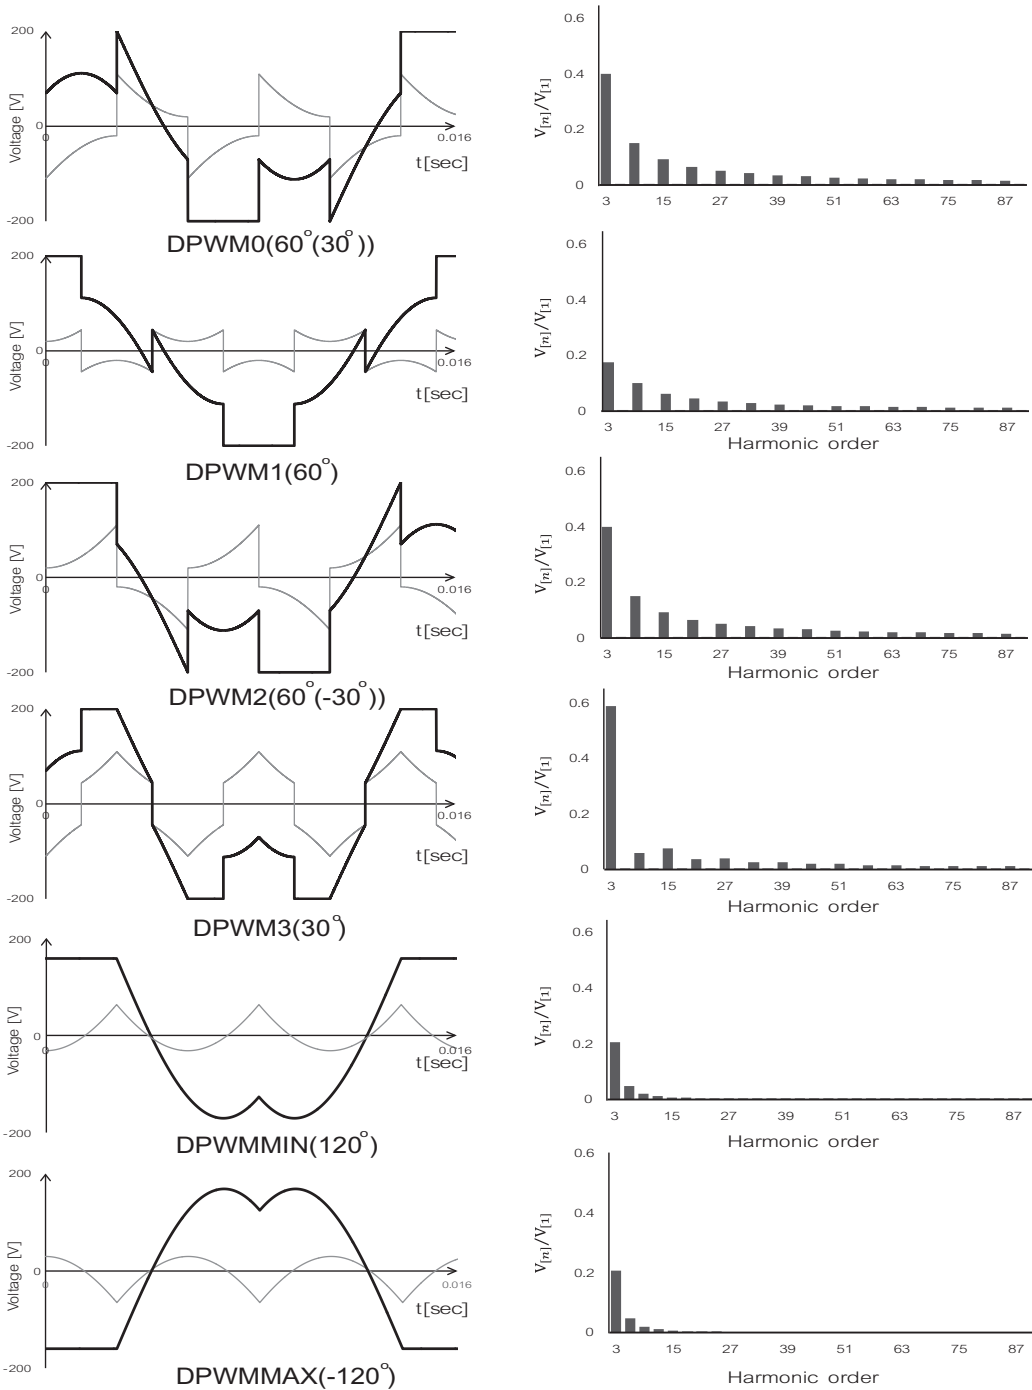 200
Voltage [V]
0
0
0.016
t[sec]
-200
DPWM0(60°(30°))
0.6
0.4
0.2
0
V[n]/V[1]
3 15 27 39 51 63 75 87
200
Voltage [V]
0
0
0.016
t[sec]
-200
DPWM1(60°)
0.6
0.4
0.2
0
V[n]/V[1]
3 15 27 39 51 63 75 87
Harmonic order
200
Voltage [V]
0
0
0.016
t[sec]
-200
DPWM2(60°(-30°))
0.6
0.4
0.2
0
V[n]/V[1]
3 15 27 39 51 63 75 87
Harmonic order
200
Voltage [V]
0
0
0.016
t[sec]
-200
DPWM3(30°)
0.6
0.4
0.2
0
V[n]/V[1]
3 15 27 39 51 63 75 87
Harmonic order
200
Voltage [V]
0
0
0.016
t[sec]
-200
DPWMMIN(120°)
0.6
0.4
0.2
0
V[n]/V[1]
3 15 27 39 51 63 75 87
Harmonic order
200
Voltage [V]
0
0
0.016
t[sec]
-200
DPWMMAX(-120°)
0.6
0.4
0.2
0
V[n]/V[1]
3 15 27 39 51 63 75 87
Harmonic order